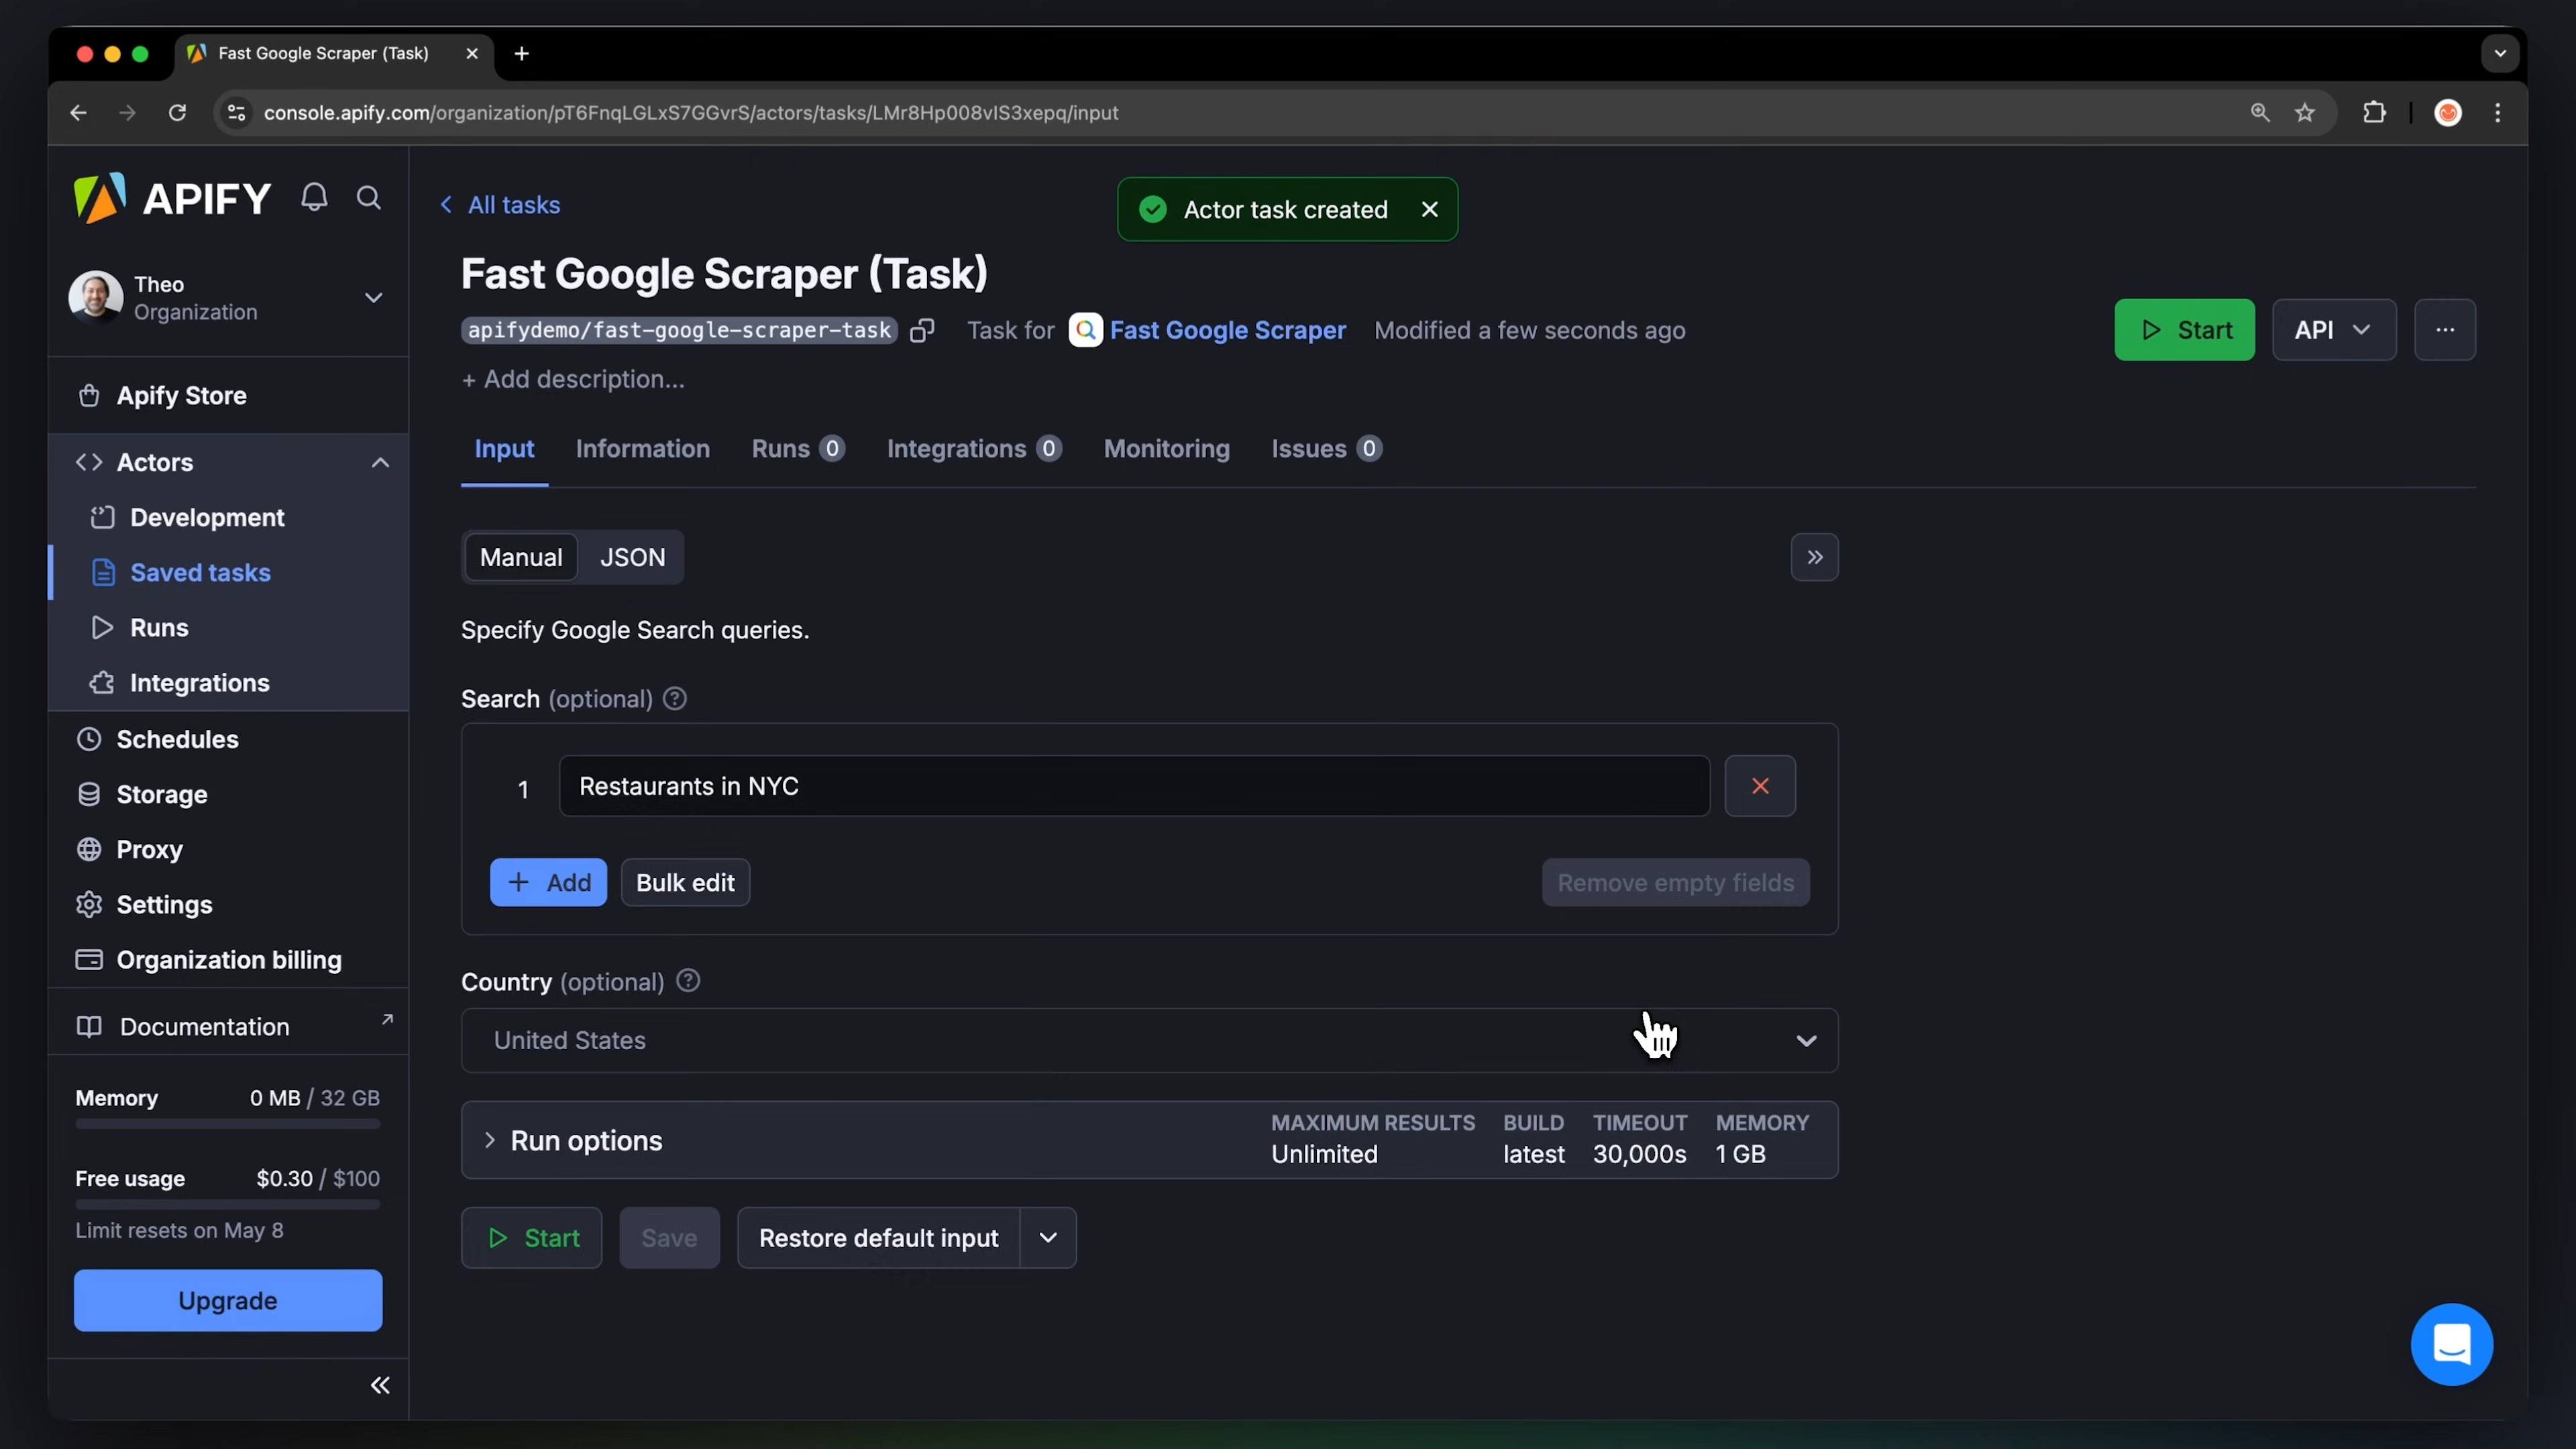 Fast Google Scraper (Task)
console.apify.com/organization/pT6FnqLGLxS7GGvrS/actors/tasks/LMr8Hp008vIS3xepq/input
APIFY
Theo
Organization
Apify Store
Actors
Development
Saved tasks
Runs
Integrations
Schedules
Storage
Proxy
Settings
Organization billing
Documentation
Memory 0 MB / 32 GB
Free usage $0.30 / $100
Limit resets on May 8
Upgrade
All tasks
Actor task created
Fast Google Scraper (Task)
apifydemo/fast-google-scraper-task Task for Fast Google Scraper Modified a few seconds ago
+ Add description...
Start API ...
Input Information Runs 0 Integrations 0 Monitoring Issues 0
Manual JSON
Specify Google Search queries.
Search (optional) ?
1 Restaurants in NYC
+ Add Bulk edit Remove empty fields
Country (optional) ?
United States
Run options
MAXIMUM RESULTS BUILD TIMEOUT MEMORY
Unlimited latest 30,000s 1 GB
Start Save Restore default input